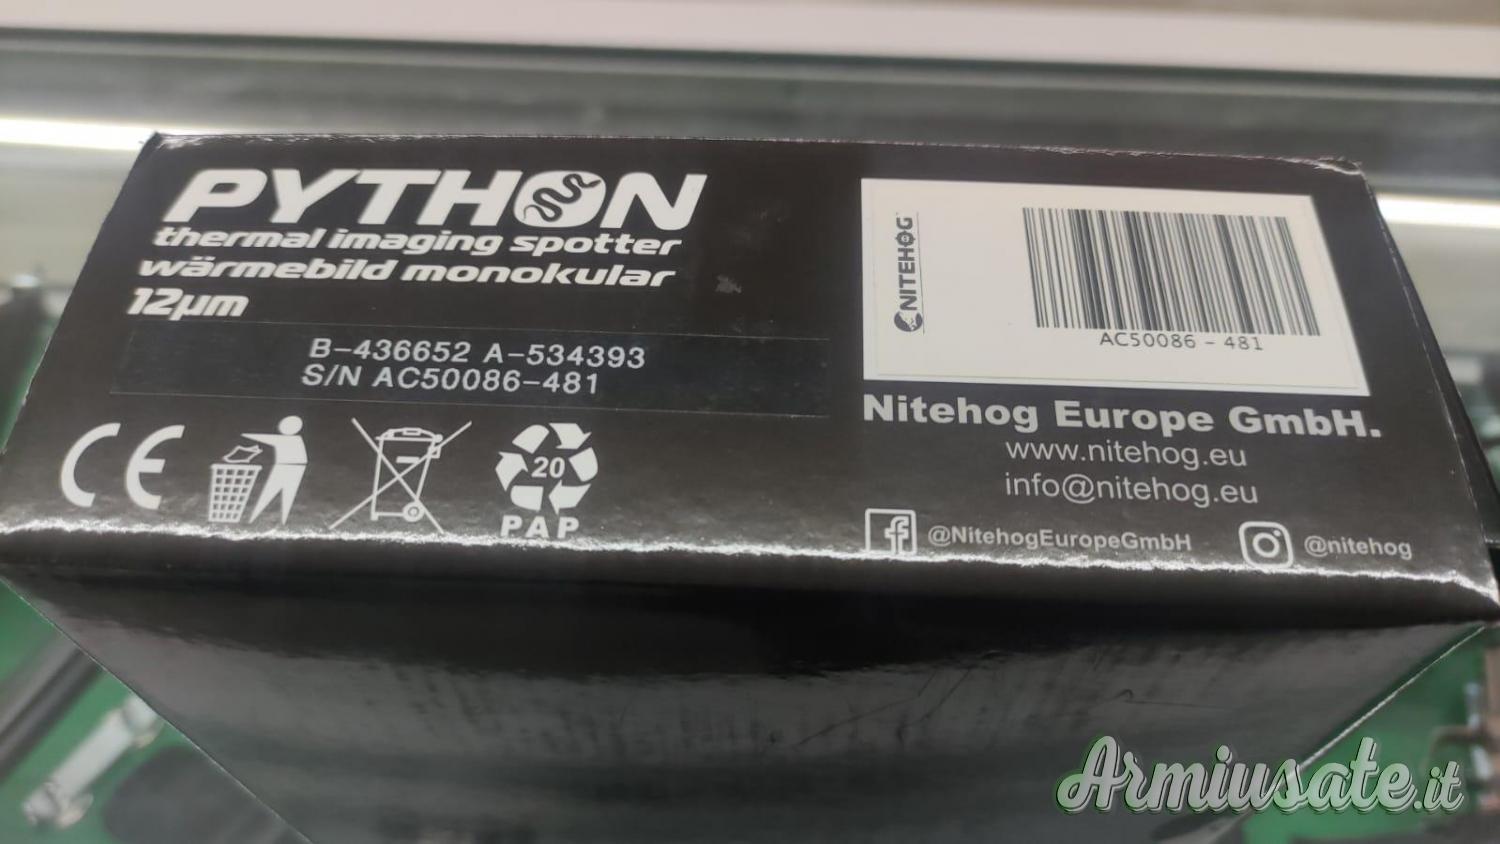 PYTHON
thermal imaging spotter
wärmebild monokular
12µm
B-436652 A-534393
S/N AC50086-481
CE
20
PAP
NITEHOG
AC50086 - 481
Nitehog Europe GmbH.
www.nitehog.eu
info@nitehog.eu
@NitehogEuropeGmbH
@nitehog
Armiusate.it